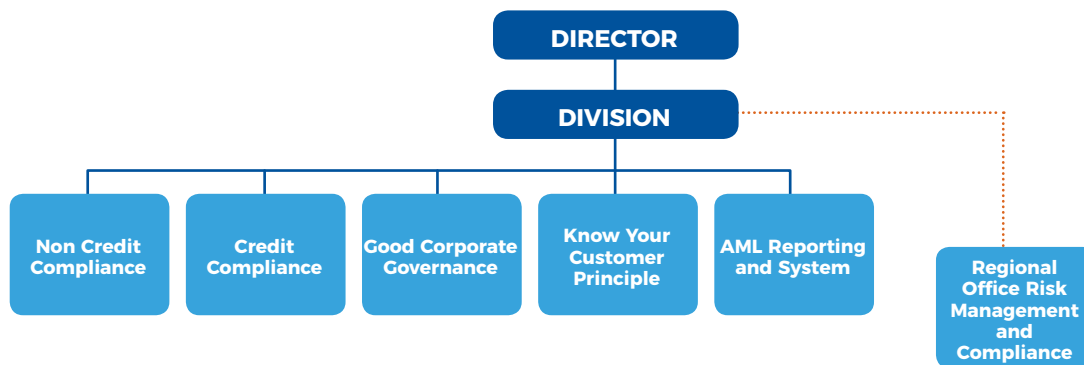 DIRECTOR
DIVISION
Non Credit
Compliance
Credit
Compliance
Good Corporate
Governance
Know Your
Customer
Principle
AML Reporting
and System
Regional
Office Risk
Management
and
Compliance